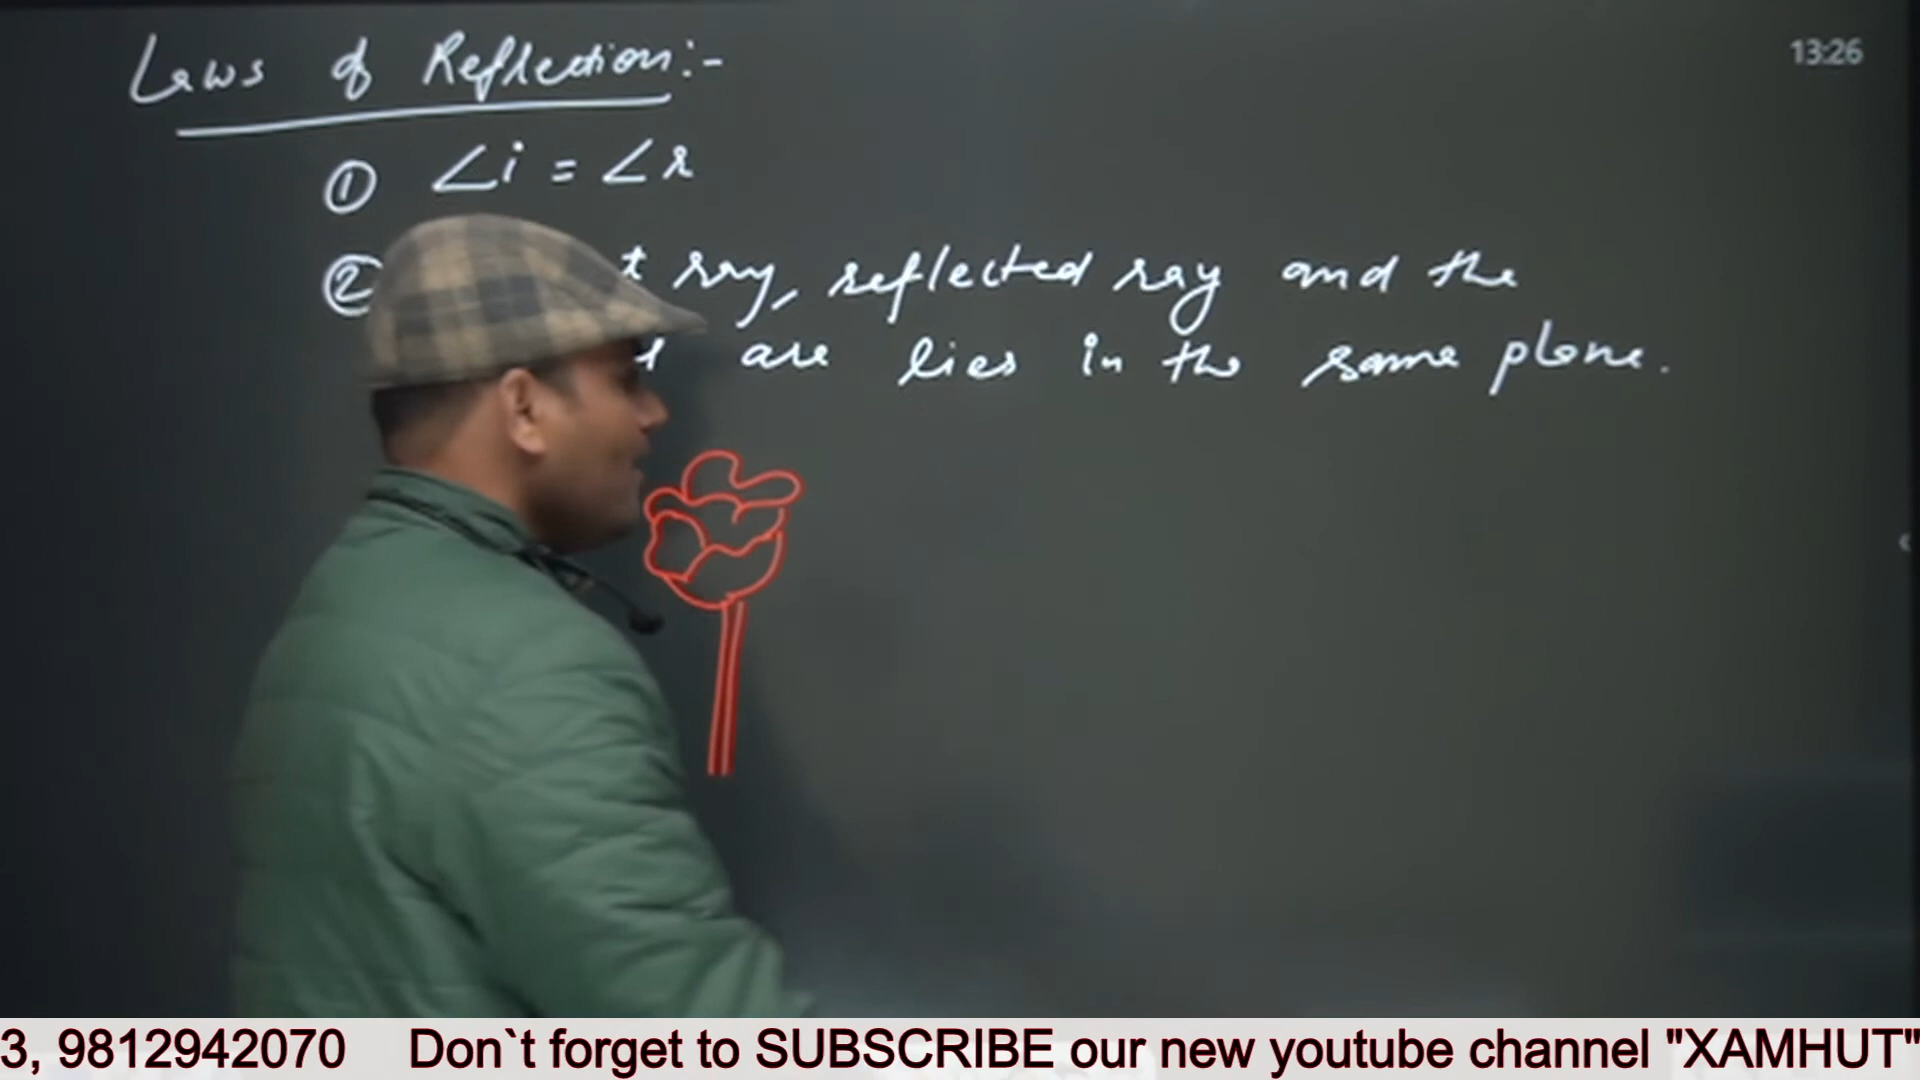 Laws of Reflection:-
13:26
① ∠i = ∠r
② t ray, reflected ray and the
are lies in the same plane.
3, 9812942070 Don`t forget to SUBSCRIBE our new youtube channel "XAMHUT"